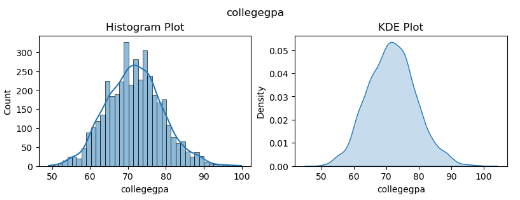 collegegpa
Histogram Plot
KDE Plot
Count
300
250
200
150
100
50
0
50 60 70 80 90 100
collegegpa
Density
0.05
0.04
0.03
0.02
0.01
0.00
50 60 70 80 90 100
collegegpa